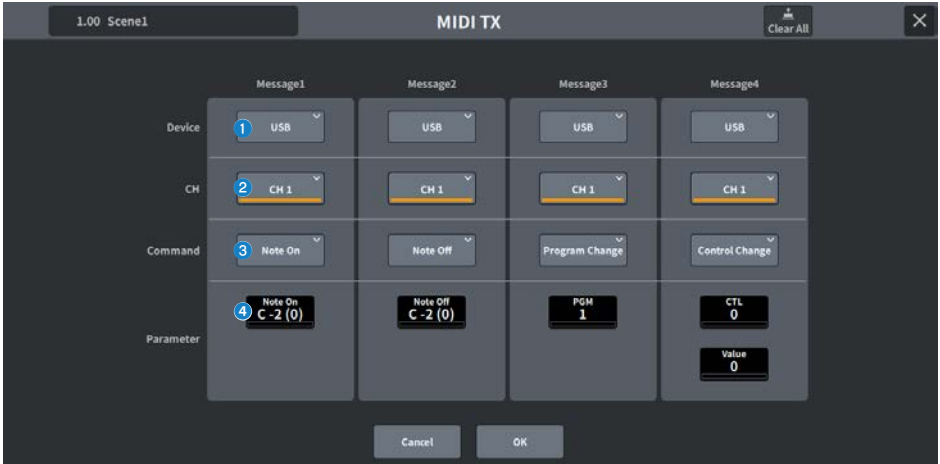 1.00 Scene1
MIDI TX
Clear All
Message1 Message2 Message3 Message4
Device 1 USB USB USB USB
CH 2 CH 1 CH 1 CH 1 CH 1
Command 3 Note On Note Off Program Change Control Change
Parameter
4 Note On
C -2 (0)
Note Off
C -2 (0)
PGM
1
CTL
0
Value
0
Cancel OK